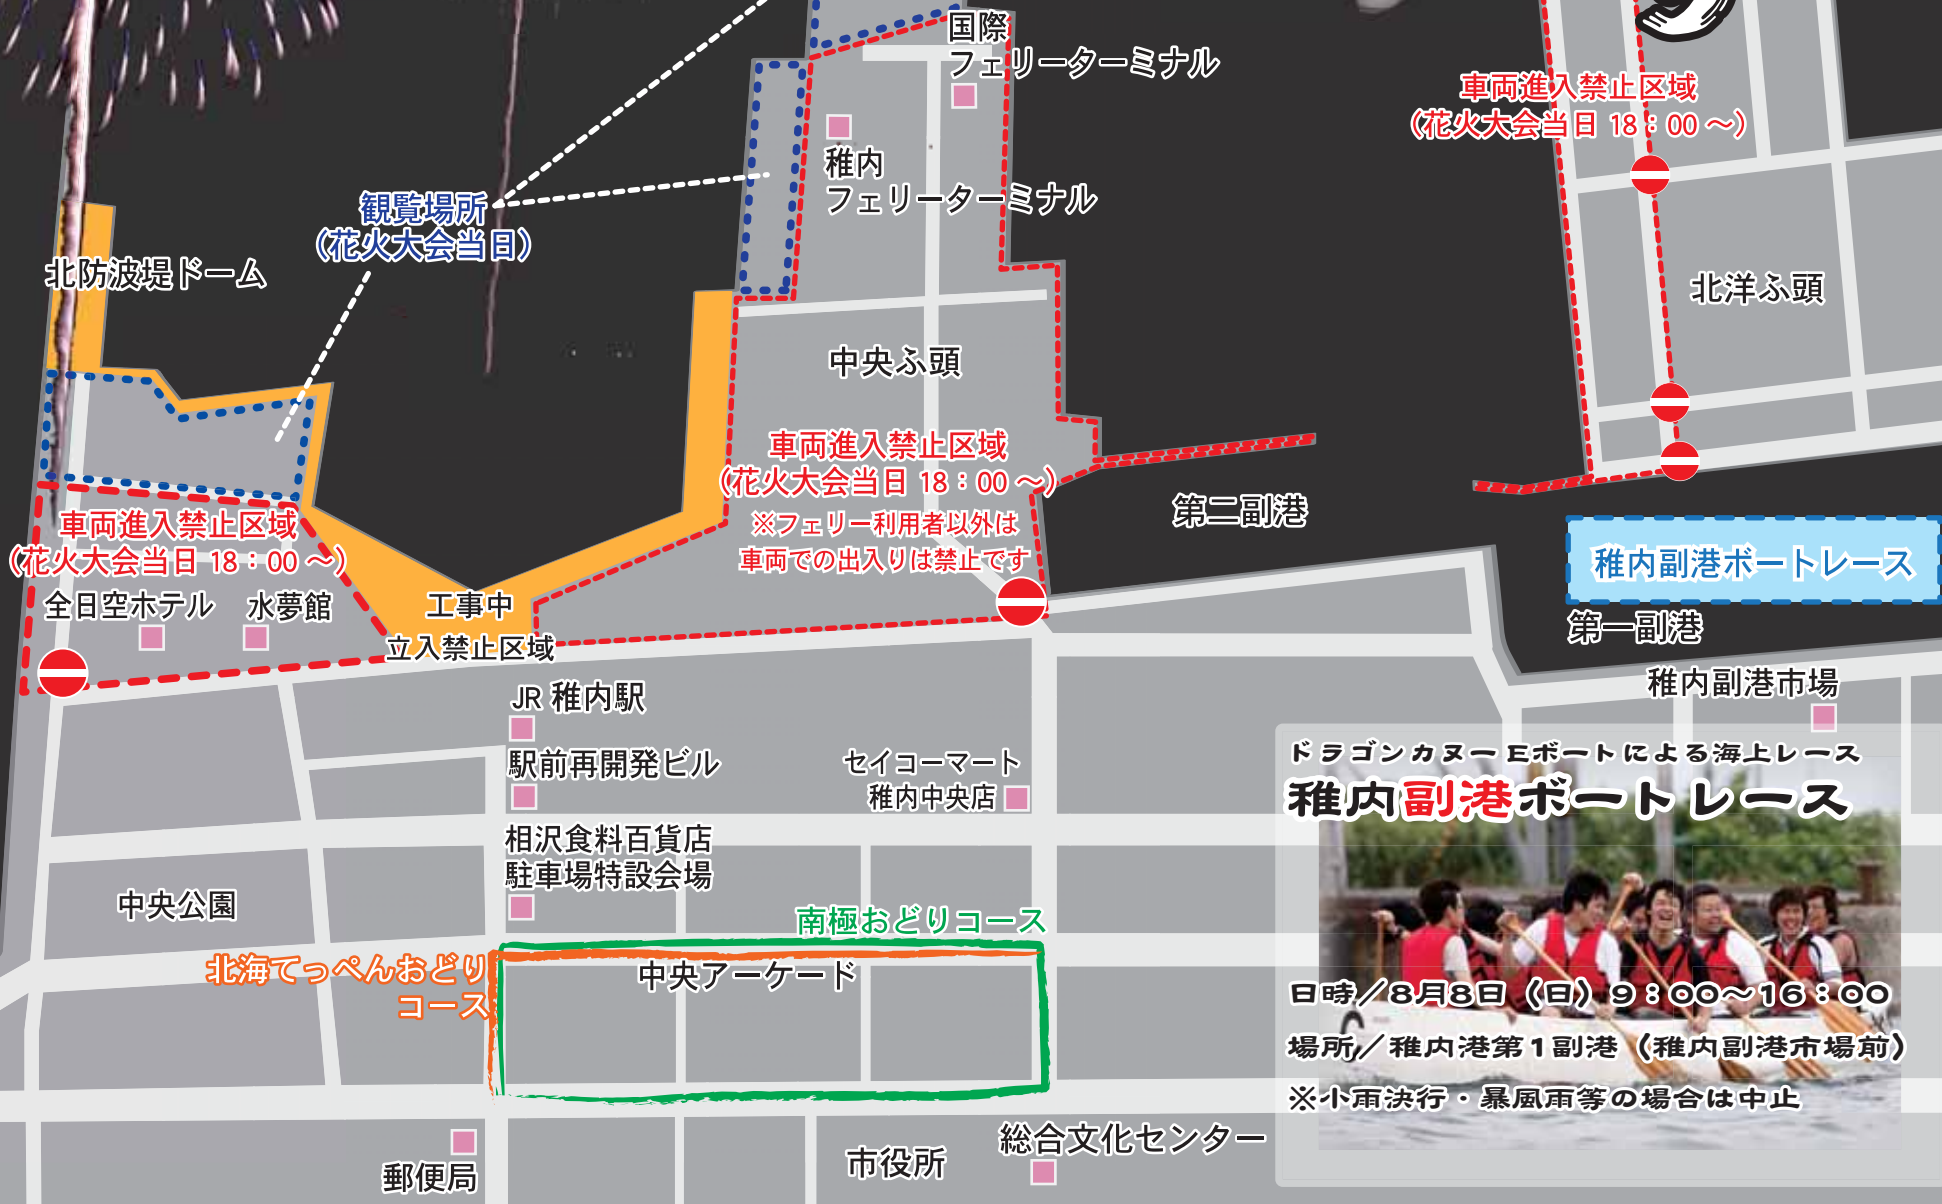 国際
フェリーターミナル
車両進入禁止区域
（花火大会当日 18：00 ～）
稚内
フェリーターミナル
観覧場所
（花火大会当日）
北防波堤ドーム
北洋ふ頭
中央ふ頭
車両進入禁止区域
（花火大会当日 18：00 ～）
※フェリー利用者以外は
車両での出入りは禁止です
第二副港
車両進入禁止区域
（花火大会当日 18：00 ～）
稚内副港ボートレース
全日空ホテル
水夢館
工事中
立入禁止区域
第一副港
JR 稚内駅
稚内副港市場
駅前再開発ビル
セイコーマート
稚内中央店
相沢食料百貨店
駐車場特設会場
中央公園
南極おどりコース
北海てっぺんおどり
コース
中央アーケード
郵便局
市役所
総合文化センター
ドラゴンカヌーEボートによる海上レース
稚内副港ボートレース
日時／8月8日（日）9：00～16：00
場所／稚内港第1副港（稚内副港市場前）
※小雨決行・暴風雨等の場合は中止